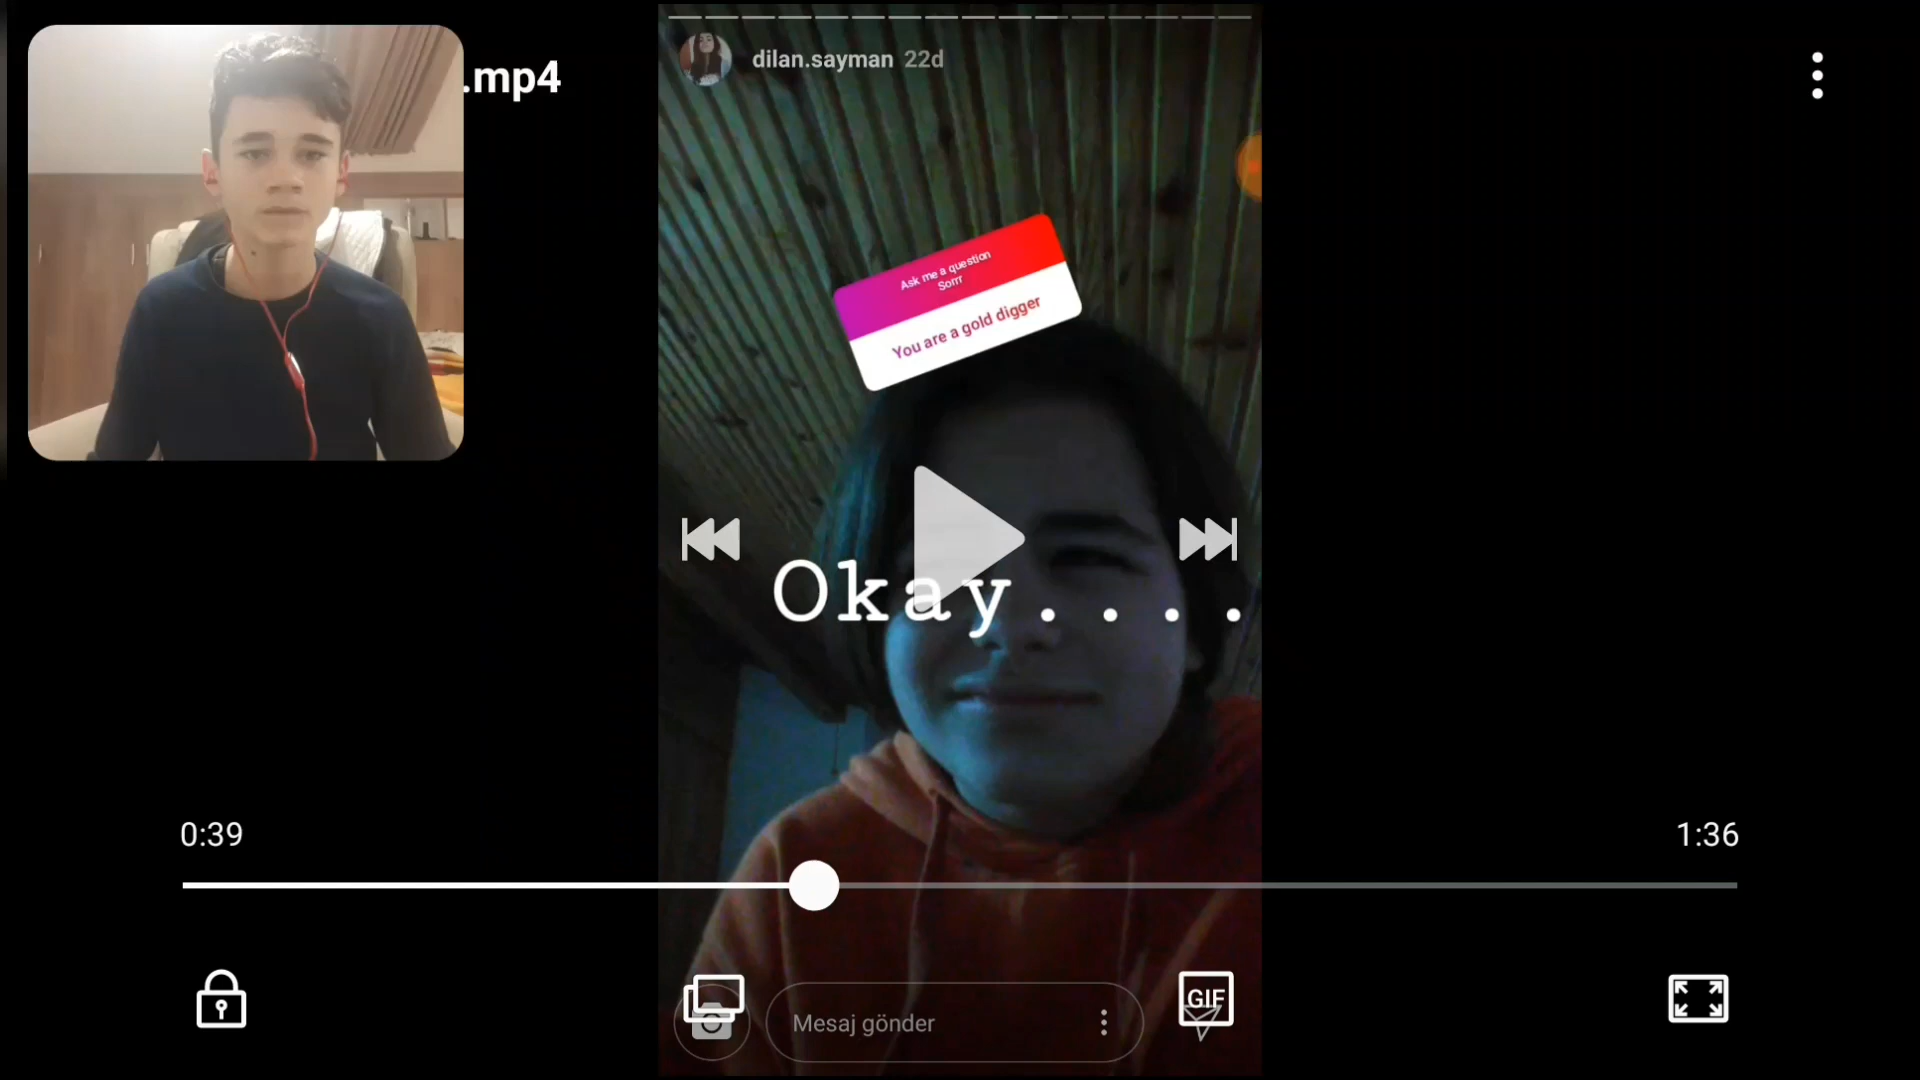 .mp4
dilan.sayman 22d
Ask me a question
Sorrr
You are a gold digger
Okay....
0:39
1:36
GIF
Mesaj gönder